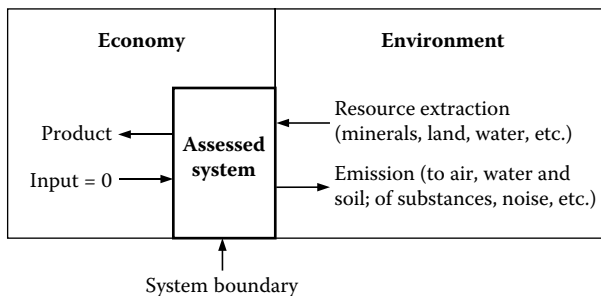 Economy
Environment
Product
Input = 0
Assessed
system
Resource extraction
(minerals, land, water, etc.)
Emission (to air, water and
soil; of substances, noise, etc.)
System boundary